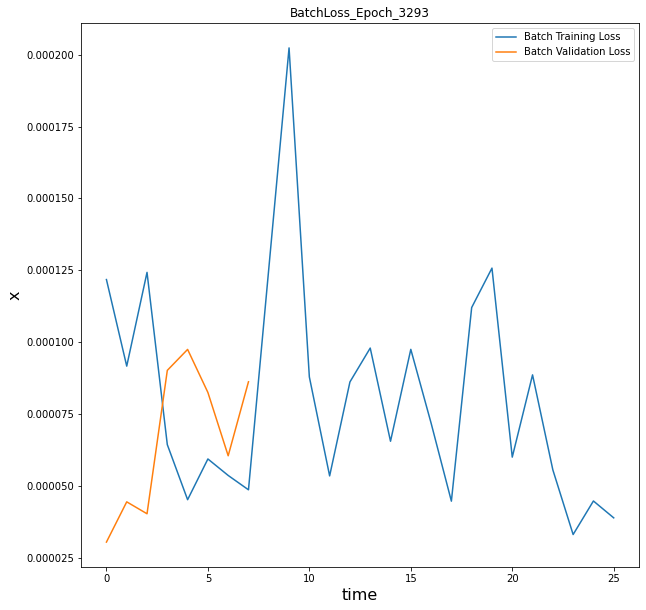 BatchLoss_Epoch_3293
Batch Training Loss
Batch Validation Loss
0.000200
0.000175
0.000150
0.000125
0.000100
0.000075
0.000050
0.000025
x
0 5 10 15 20 25
time